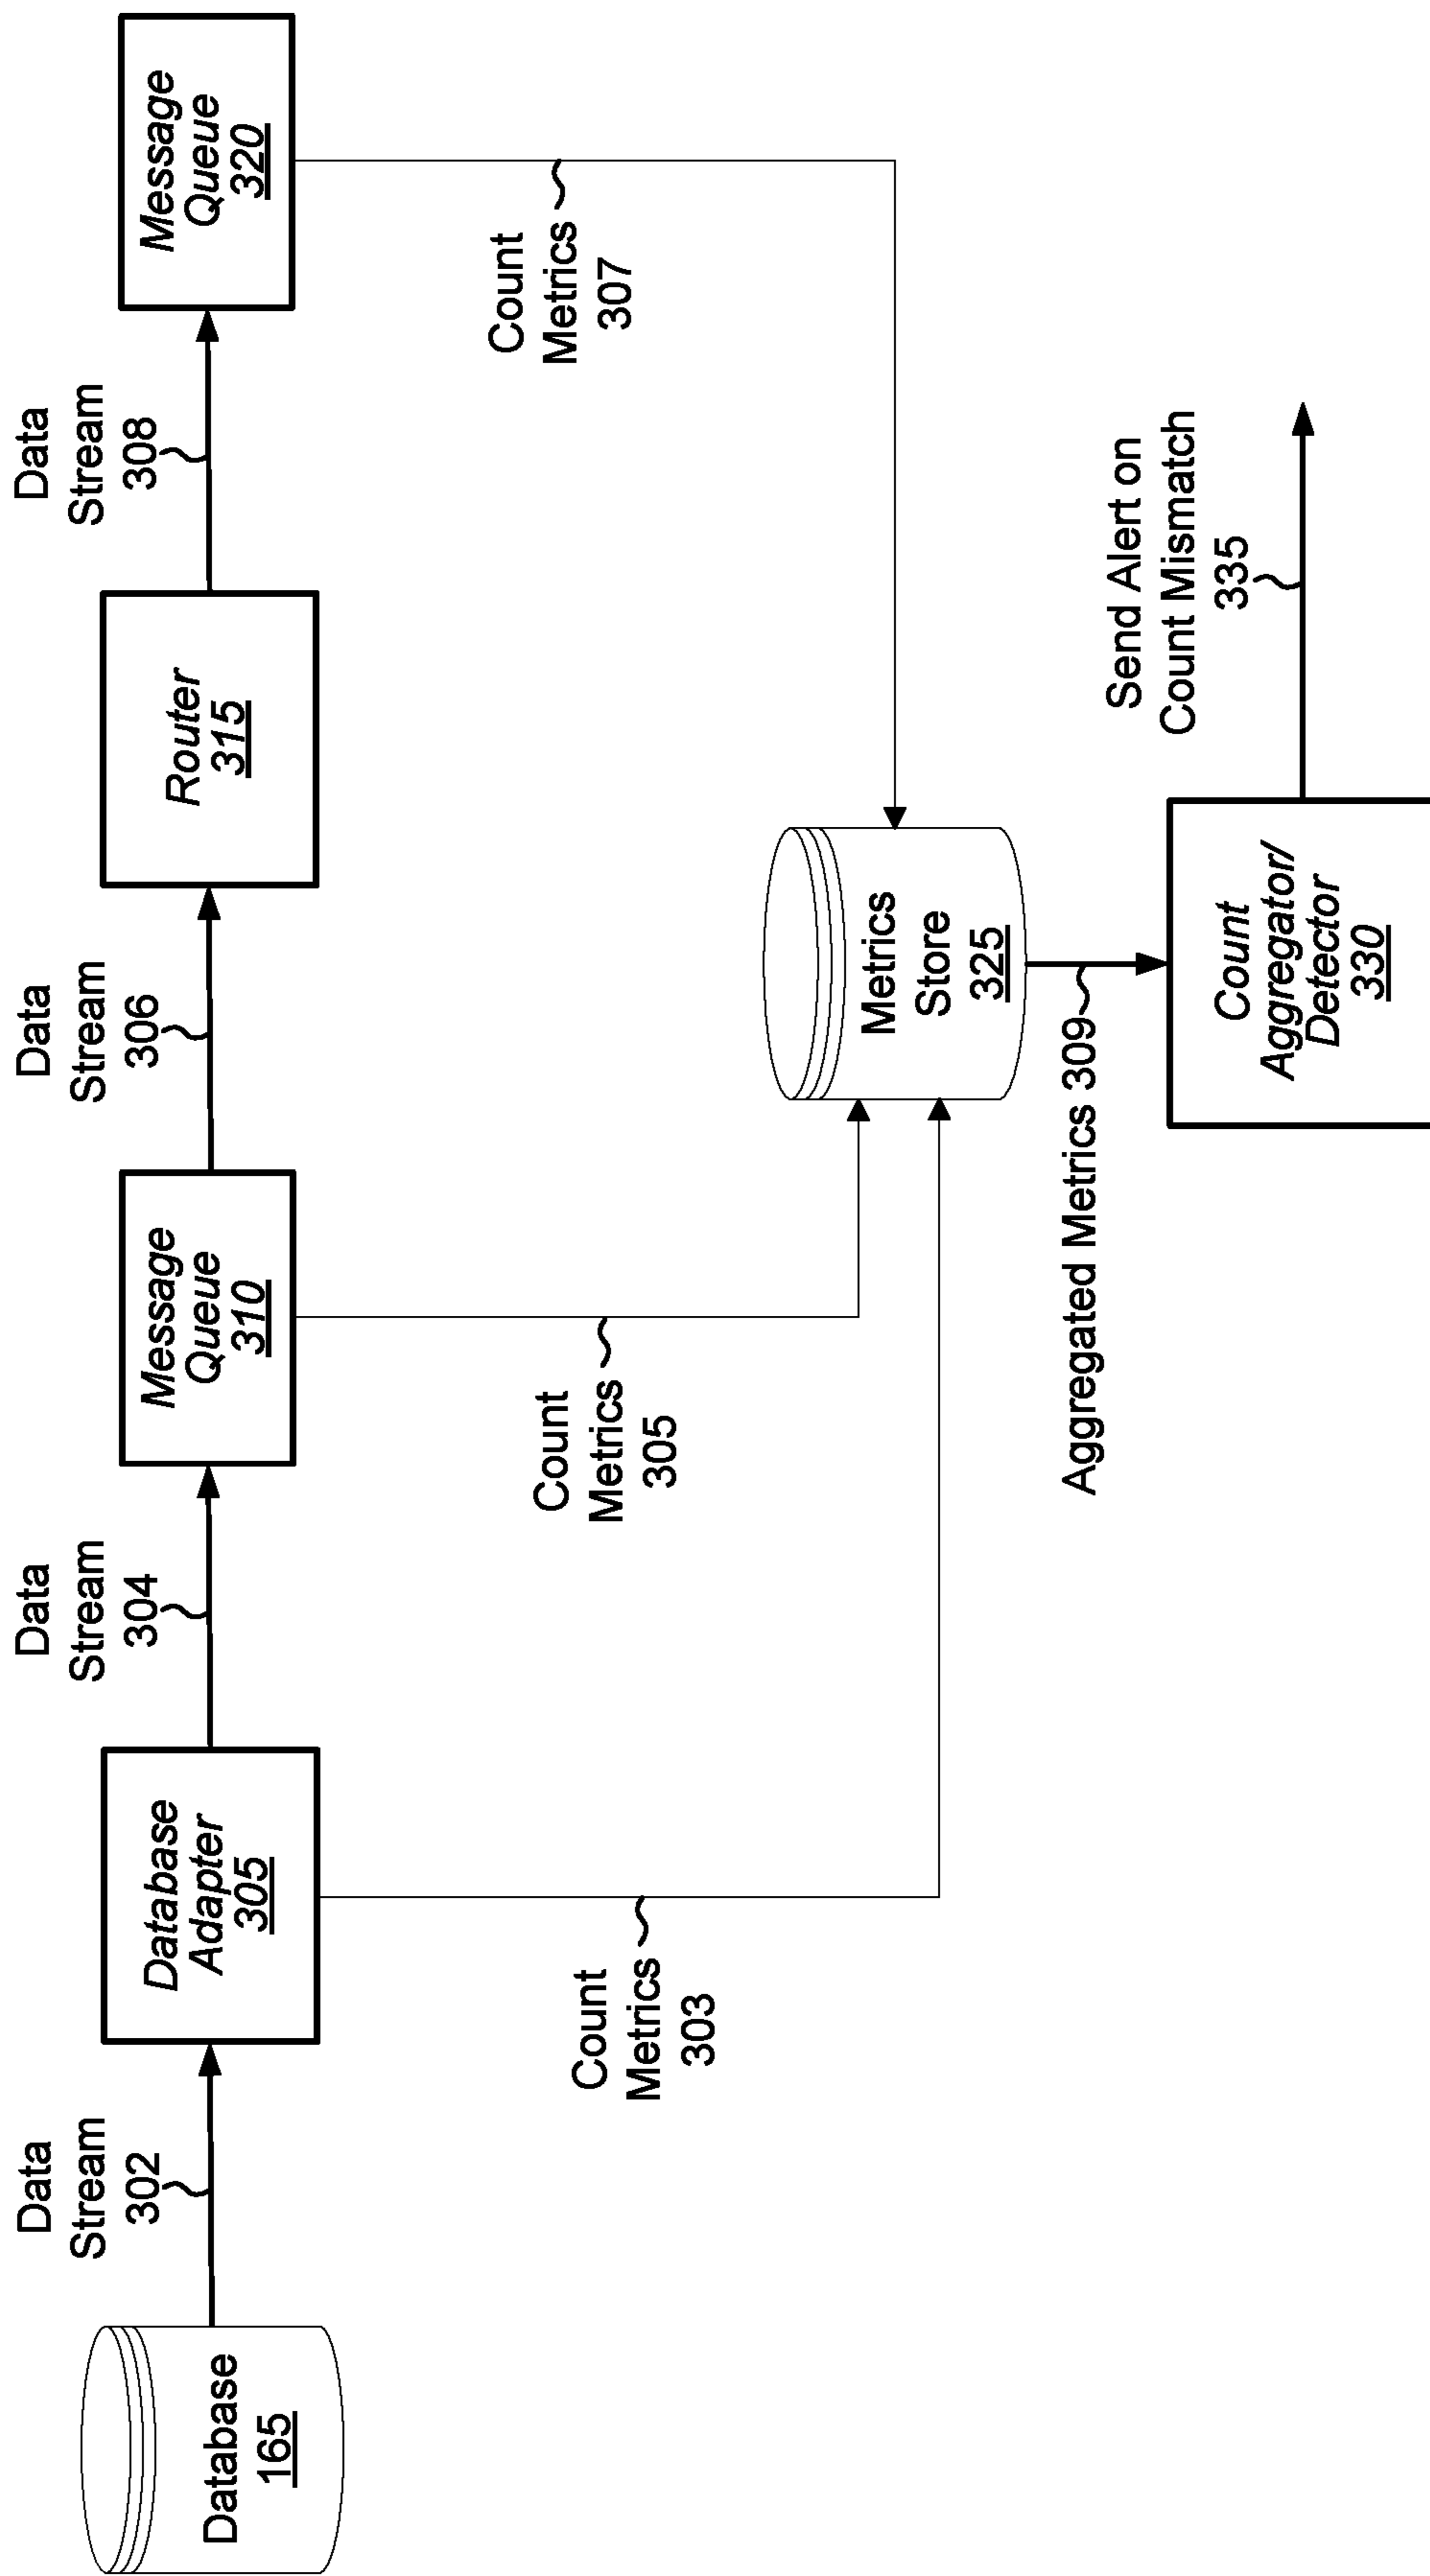 Database
165
Data
Stream
302
Database
Adapter
305
Data
Stream
304
Message
Queue
310
Data
Stream
306
Router
315
Data
Stream
308
Message
Queue
320
Count
Metrics
303
Count
Metrics
305
Count
Metrics
307
Metrics
Store
325
Aggregated Metrics 309
Count
Aggregator/
Detector
330
Send Alert on
Count Mismatch
335